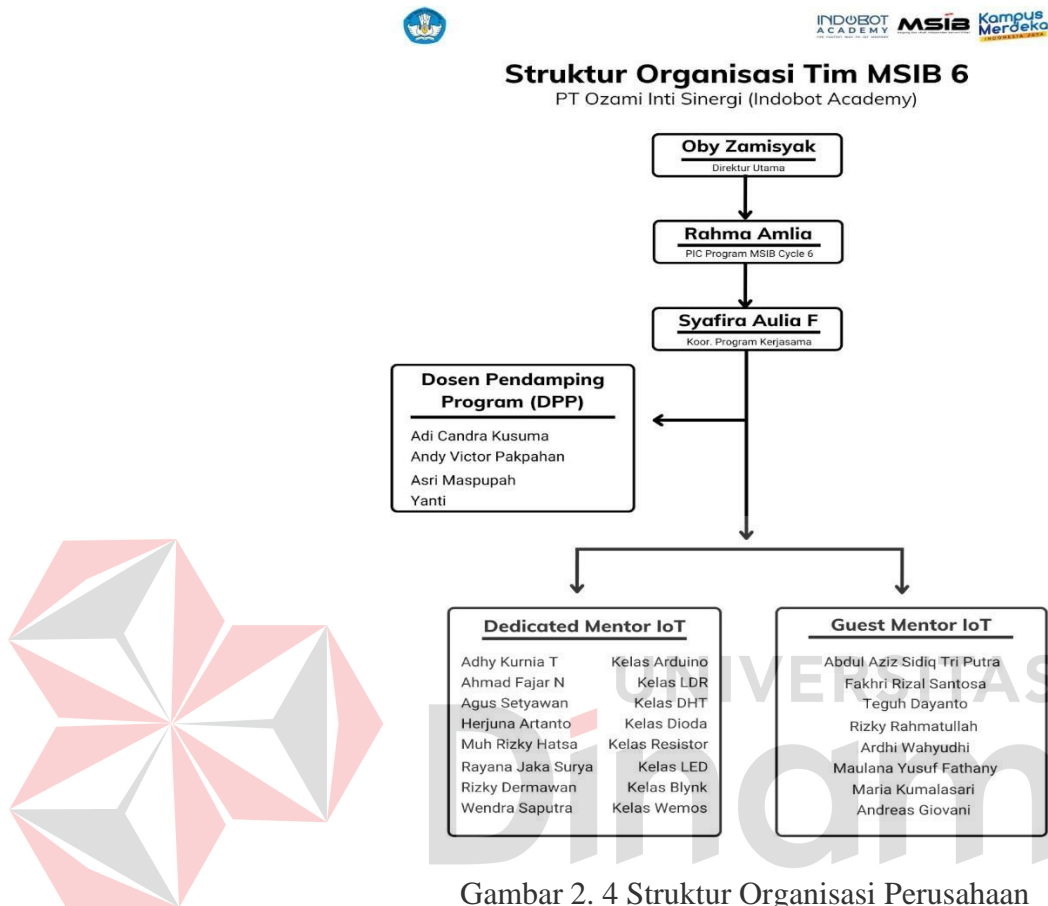 INDOBOT
ACADEMY
MSIB
Kampus
Merdeka
INDONESIA JAYA
Struktur Organisasi Tim MSIB 6
PT Ozami Inti Sinergi (Indobot Academy)
Oby Zamisyak
Direktur Utama
Rahma Amlia
PIC Program MSIB Cycle 6
Syafira Aulia F
Koor. Program Kerjasama
Dosen Pendamping
Program (DPP)
Adi Candra Kusuma
Andy Victor Pakpahan
Asri Maspupah
Yanti
Dedicated Mentor IoT
Adhy Kurnia T Kelas Arduino
Ahmad Fajar N Kelas LDR
Agus Setyawan Kelas DHT
Herjuna Artanto Kelas Dioda
Muh Rizky Hatsa Kelas Resistor
Rayana Jaka Surya Kelas LED
Rizky Dermawan Kelas Blynk
Wendra Saputra Kelas Wemos
Guest Mentor IoT
Abdul Aziz Sidiq Tri Putra
Fakhri Rizal Santosa
Teguh Dayanto
Rizky Rahmatullah
Ardhi Wahyudhi
Maulana Yusuf Fathany
Maria Kumalasari
Andreas Giovani
UNIVERSITAS
Dinam
Gambar 2. 4 Struktur Organisasi Perusahaan